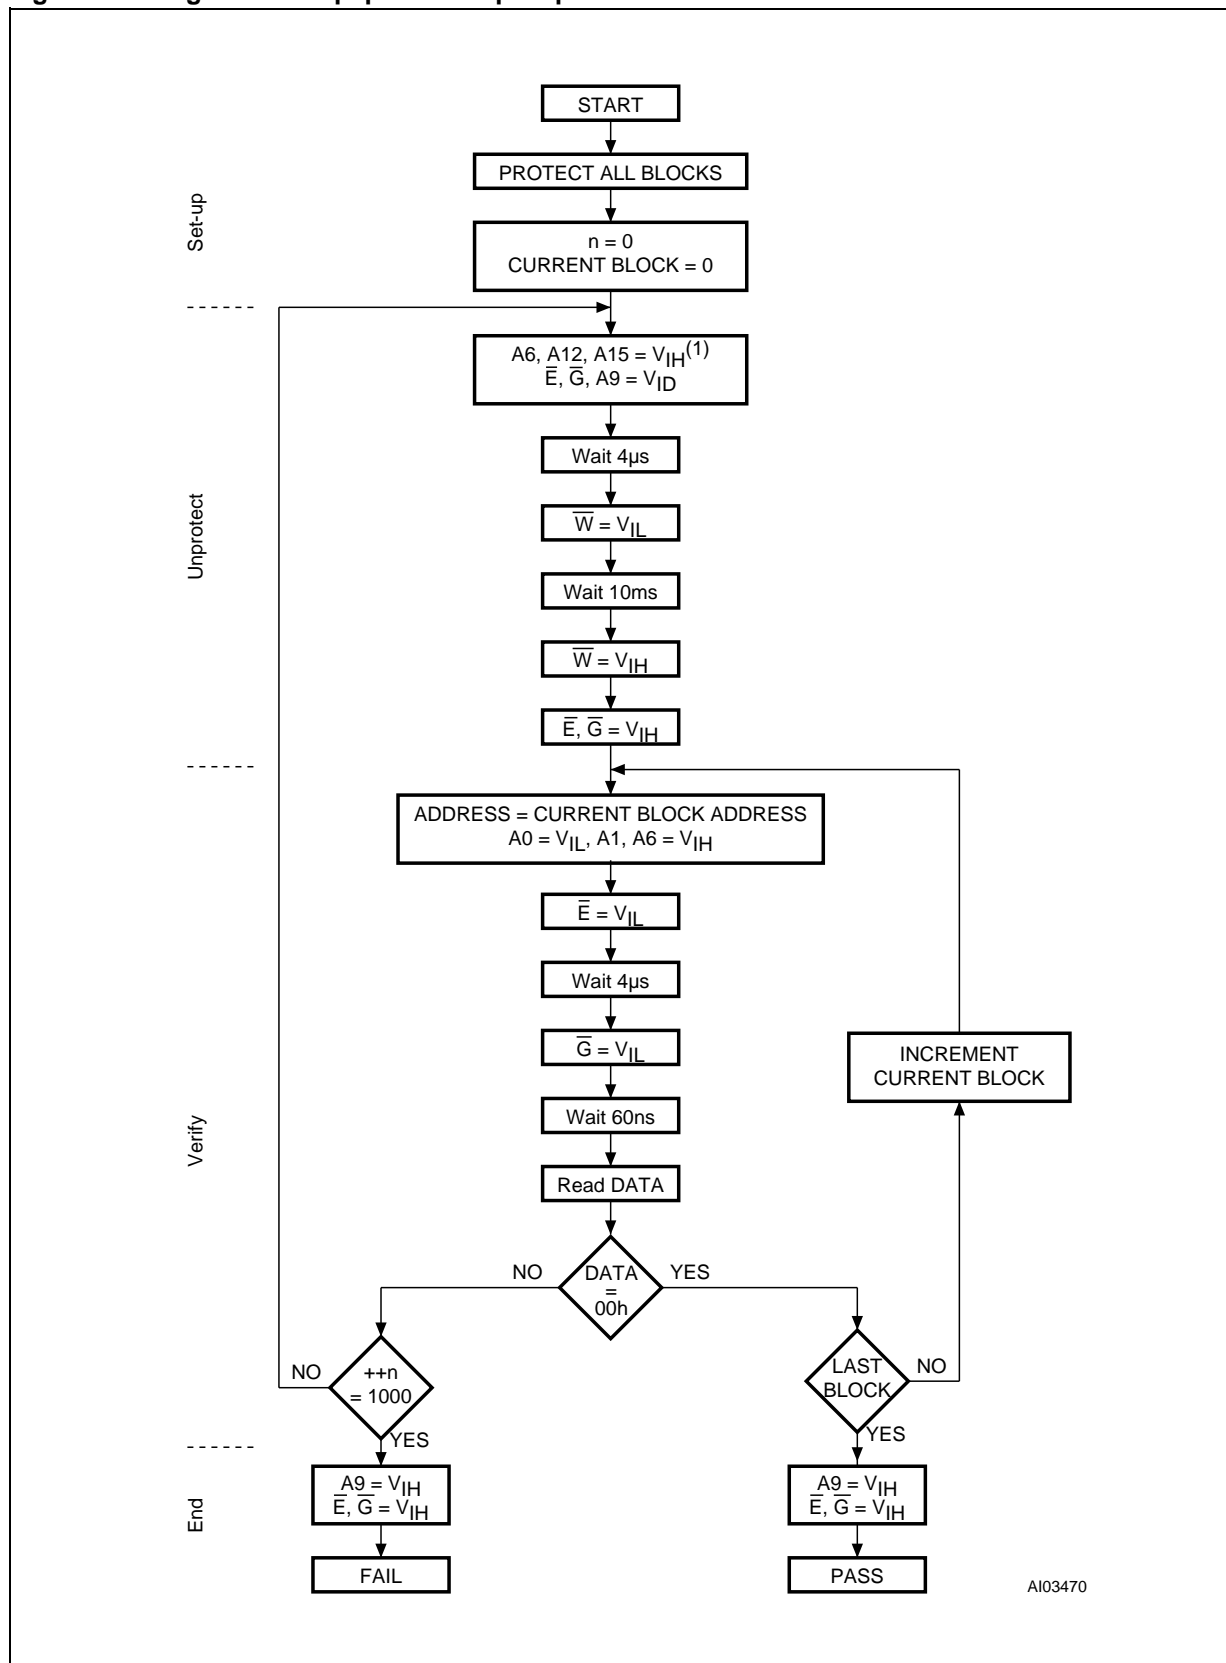 START
PROTECT ALL BLOCKS
Set-up
n = 0
CURRENT BLOCK = 0
A6, A12, A15 = VIH(1)
E̅, G̅, A9 = VID
Wait 4µs
W̅ = VIL
Unprotect
Wait 10ms
W̅ = VIH
E̅, G̅ = VIH
ADDRESS = CURRENT BLOCK ADDRESS
A0 = VIL, A1, A6 = VIH
E̅ = VIL
Wait 4µs
G̅ = VIL
INCREMENT
CURRENT BLOCK
Wait 60ns
Verify
Read DATA
NO
DATA
=
00h
YES
NO
++n
= 1000
YES
LAST
BLOCK
NO
YES
End
A9 = VIH
E̅, G̅ = VIH
A9 = VIH
E̅, G̅ = VIH
FAIL
PASS
AI03470